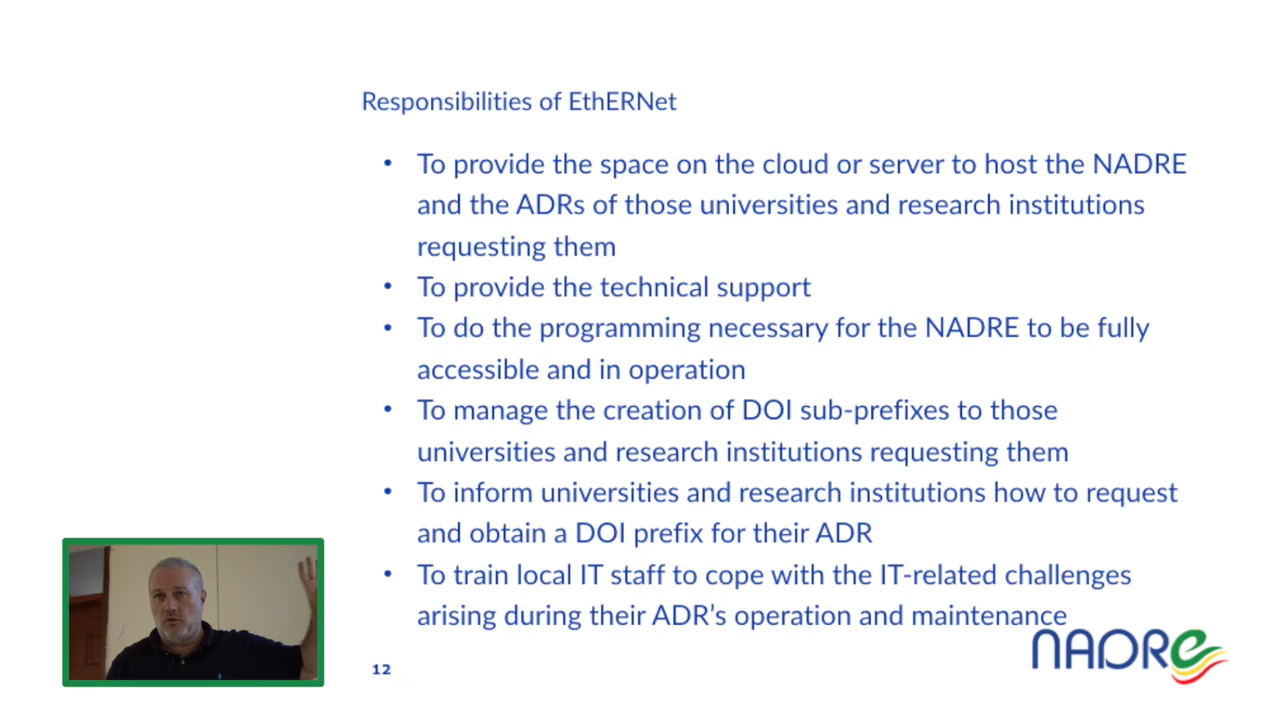 Responsibilities of EthERNet
• To provide the space on the cloud or server to host the NADRE
and the ADRs of those universities and research institutions
requesting them
• To provide the technical support
• To do the programming necessary for the NADRE to be fully
accessible and in operation
• To manage the creation of DOI sub-prefixes to those
universities and research institutions requesting them
• To inform universities and research institutions how to request
and obtain a DOI prefix for their ADR
• To train local IT staff to cope with the IT-related challenges
arising during their ADR’s operation and maintenance
NADRe
12